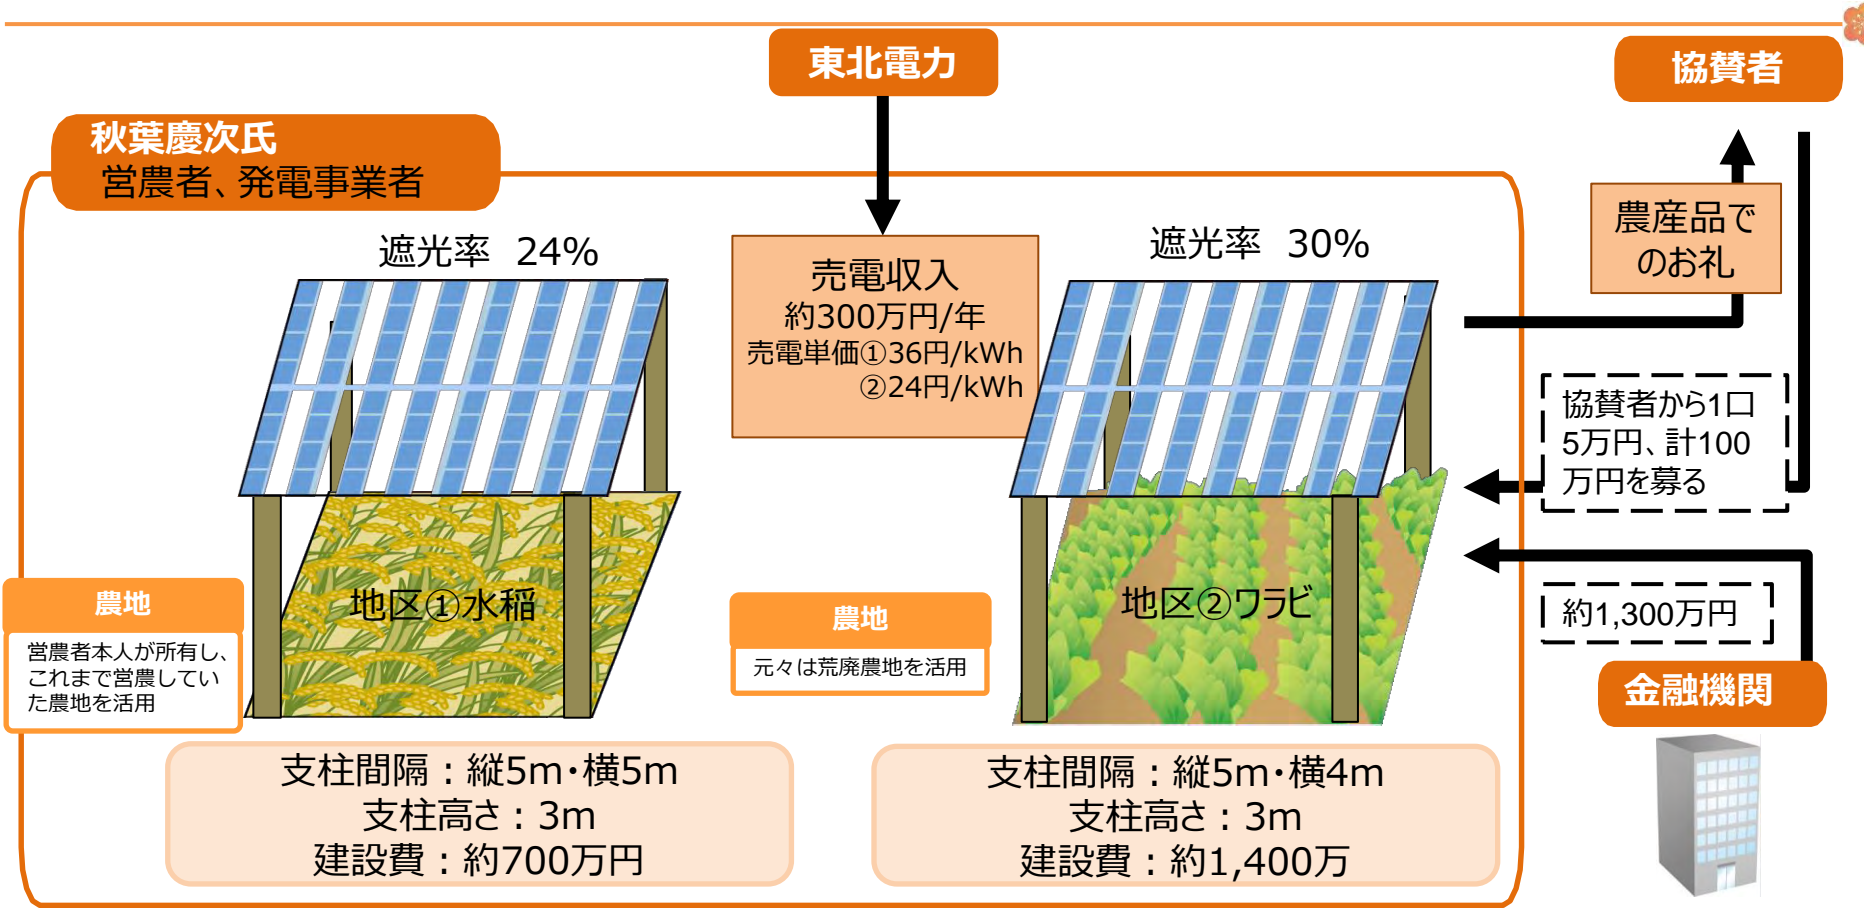 東北電力
協賛者
秋葉慶次氏
営農者、発電事業者
遮光率 24%
売電収入
約300万円/年
売電単価①36円/kWh
②24円/kWh
遮光率 30%
農産品で
のお礼
協賛者から1口
5万円、計100
万円を募る
約1,300万円
金融機関
農地
営農者本人が所有し、
これまで営農してい
た農地を活用
地区①水稲
農地
元々は荒廃農地を活用
地区②ワラビ
支柱間隔：縦5m･横5m
支柱高さ：3m
建設費：約700万円
支柱間隔：縦5m･横4m
支柱高さ：3m
建設費：約1,400万